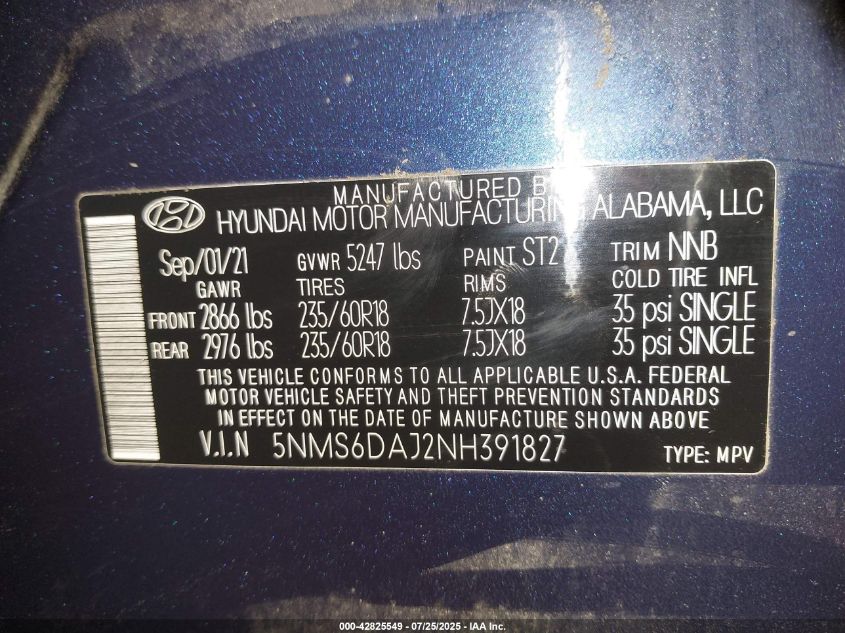 MANUFACTURED BY
HYUNDAI MOTOR MANUFACTURING ALABAMA, LLC
Sep/01/21 GVWR 5247 lbs PAINT ST2 TRIM NNB
GAWR TIRES RIMS COLD TIRE INFL
FRONT 2866 lbs 235/60R18 7.5JX18 35 psi SINGLE
REAR 2976 lbs 235/60R18 7.5JX18 35 psi SINGLE
THIS VEHICLE CONFORMS TO ALL APPLICABLE U.S.A. FEDERAL
MOTOR VEHICLE SAFETY AND THEFT PREVENTION STANDARDS
IN EFFECT ON THE DATE OF MANUFACTURE SHOWN ABOVE
V.I.N 5NMS6DAJ2NH391827 TYPE: MPV
000-42825549 - 07/25/2025 - IAA Inc.